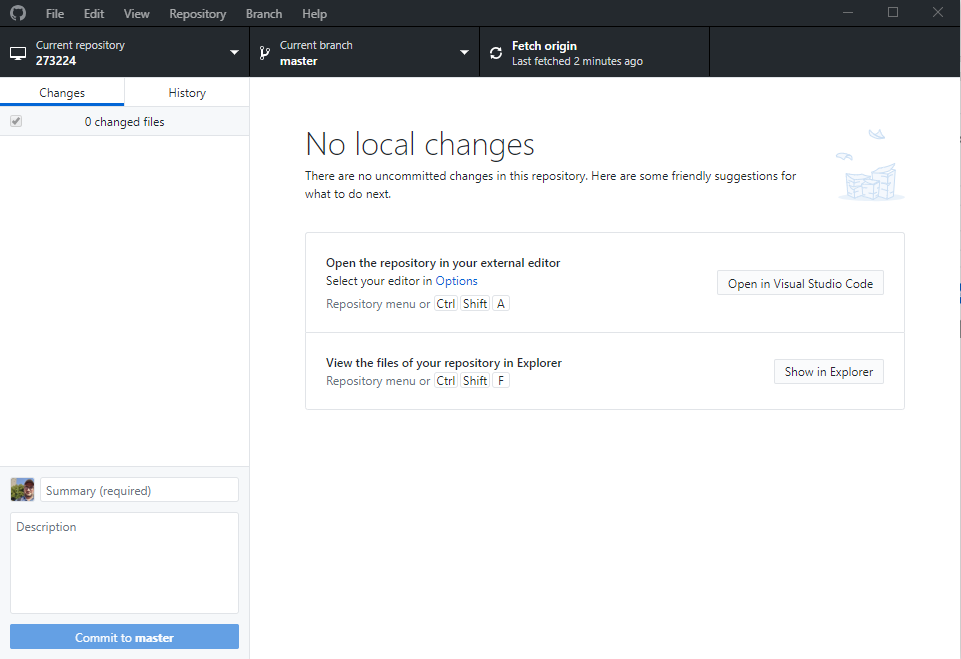 File Edit View Repository Branch Help
Current repository
273224
Current branch
master
Fetch origin
Last fetched 2 minutes ago
Changes History
0 changed files
No local changes
There are no uncommitted changes in this repository. Here are some friendly suggestions for
what to do next.
Open the repository in your external editor
Select your editor in Options
Repository menu or Ctrl Shift A
Open in Visual Studio Code
View the files of your repository in Explorer
Repository menu or Ctrl Shift F
Show in Explorer
Summary (required)
Description
Commit to master